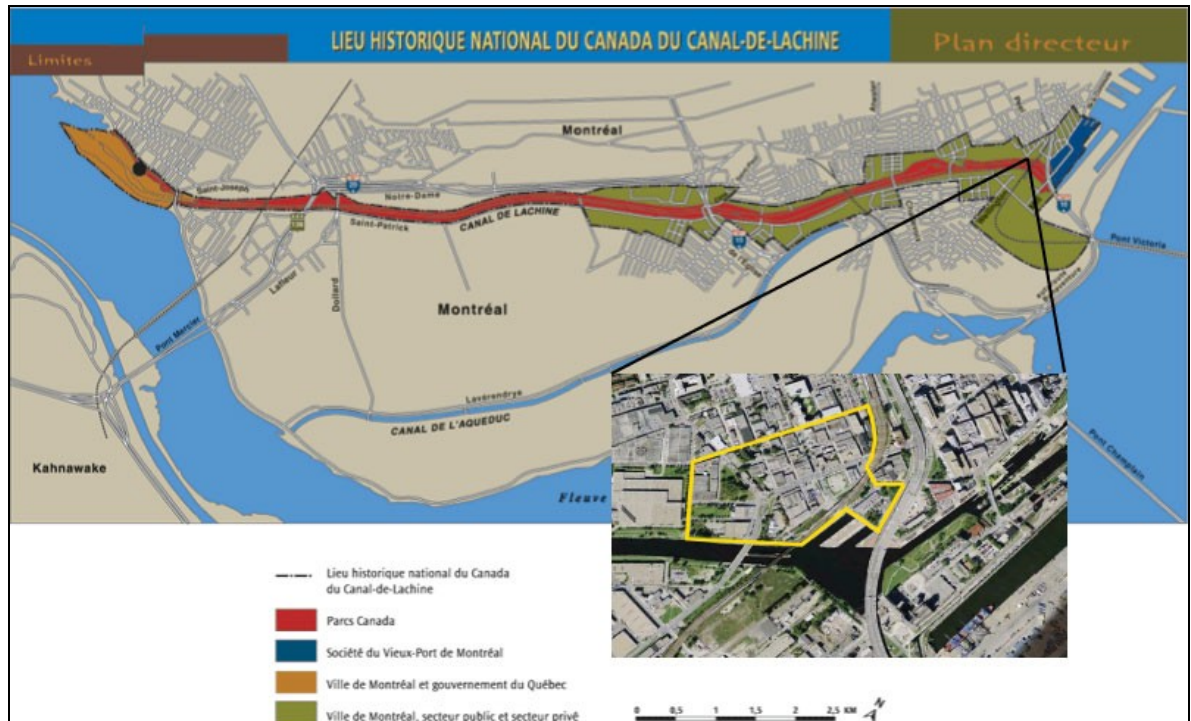 LIEU HISTORIQUE NATIONAL DU CANADA DU CANAL-DE-LACHINE
Plan directeur
Limites
Montréal
Saint-Joseph
Notre-Dame
Saint-Patrick
CANAL DE LACHINE
de l'Église
Pont Victoria
Lafleur
Dollard
Montréal
Pont Mercier
Lavérendrye
CANAL DE L'AQUEDUC
Pont Champlain
Kahnawake
Fleuve
Lieu historique national du Canada
du Canal-de-Lachine
Parcs Canada
Société du Vieux-Port de Montréal
Ville de Montréal et gouvernement du Québec
Ville de Montréal, secteur public et secteur privé
0 0,5 1 1,5 2 2,5 KM
N